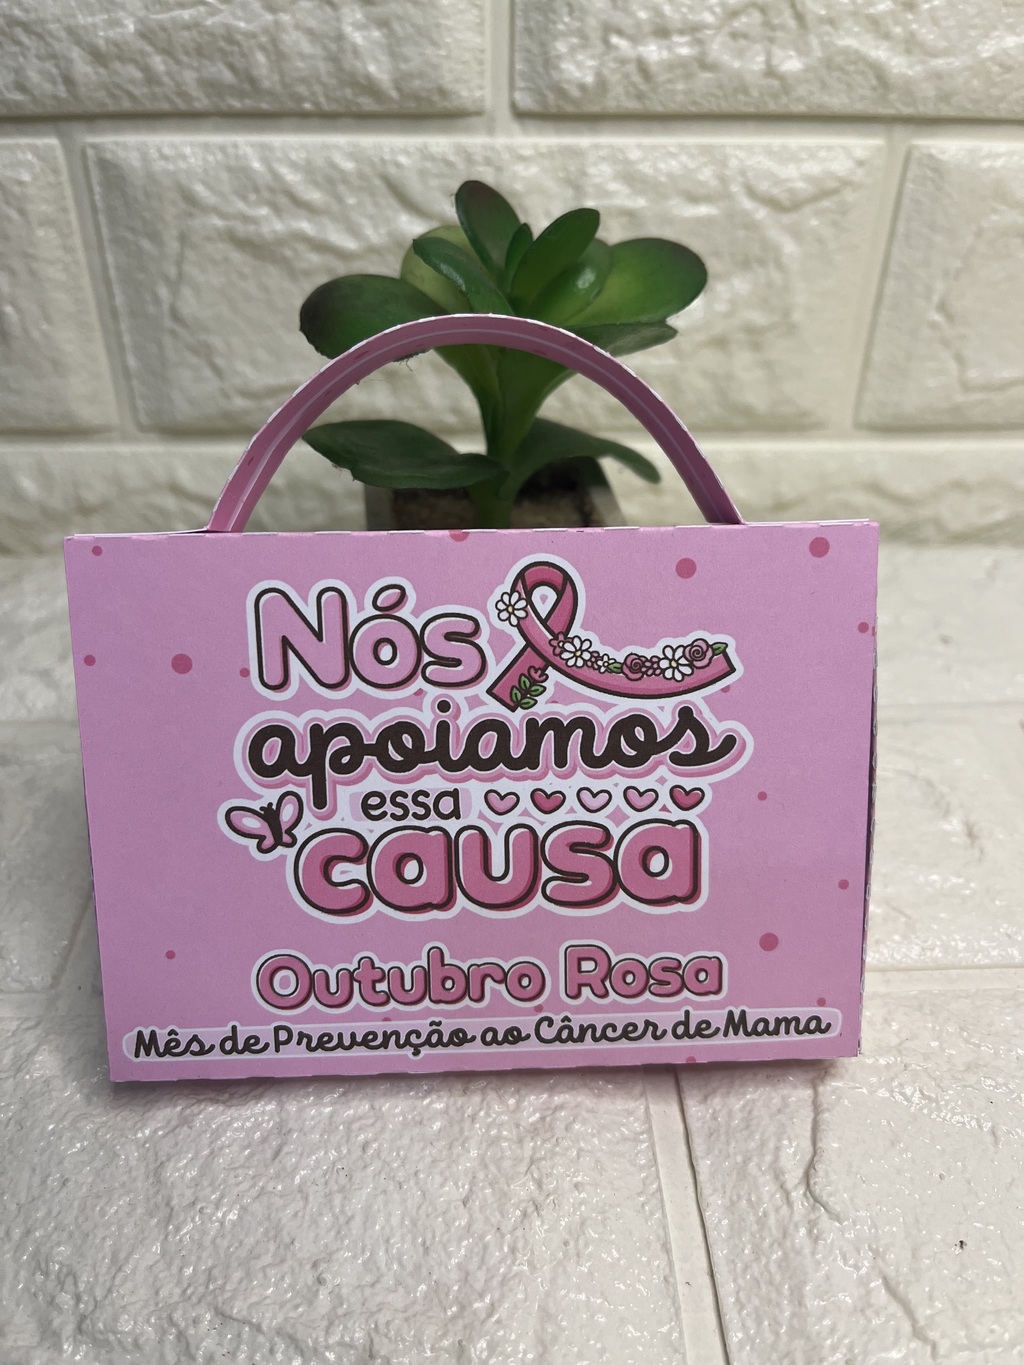 Nós
apoiamos
essa
causa
Outubro Rosa
Mês de Prevenção ao Câncer de Mama